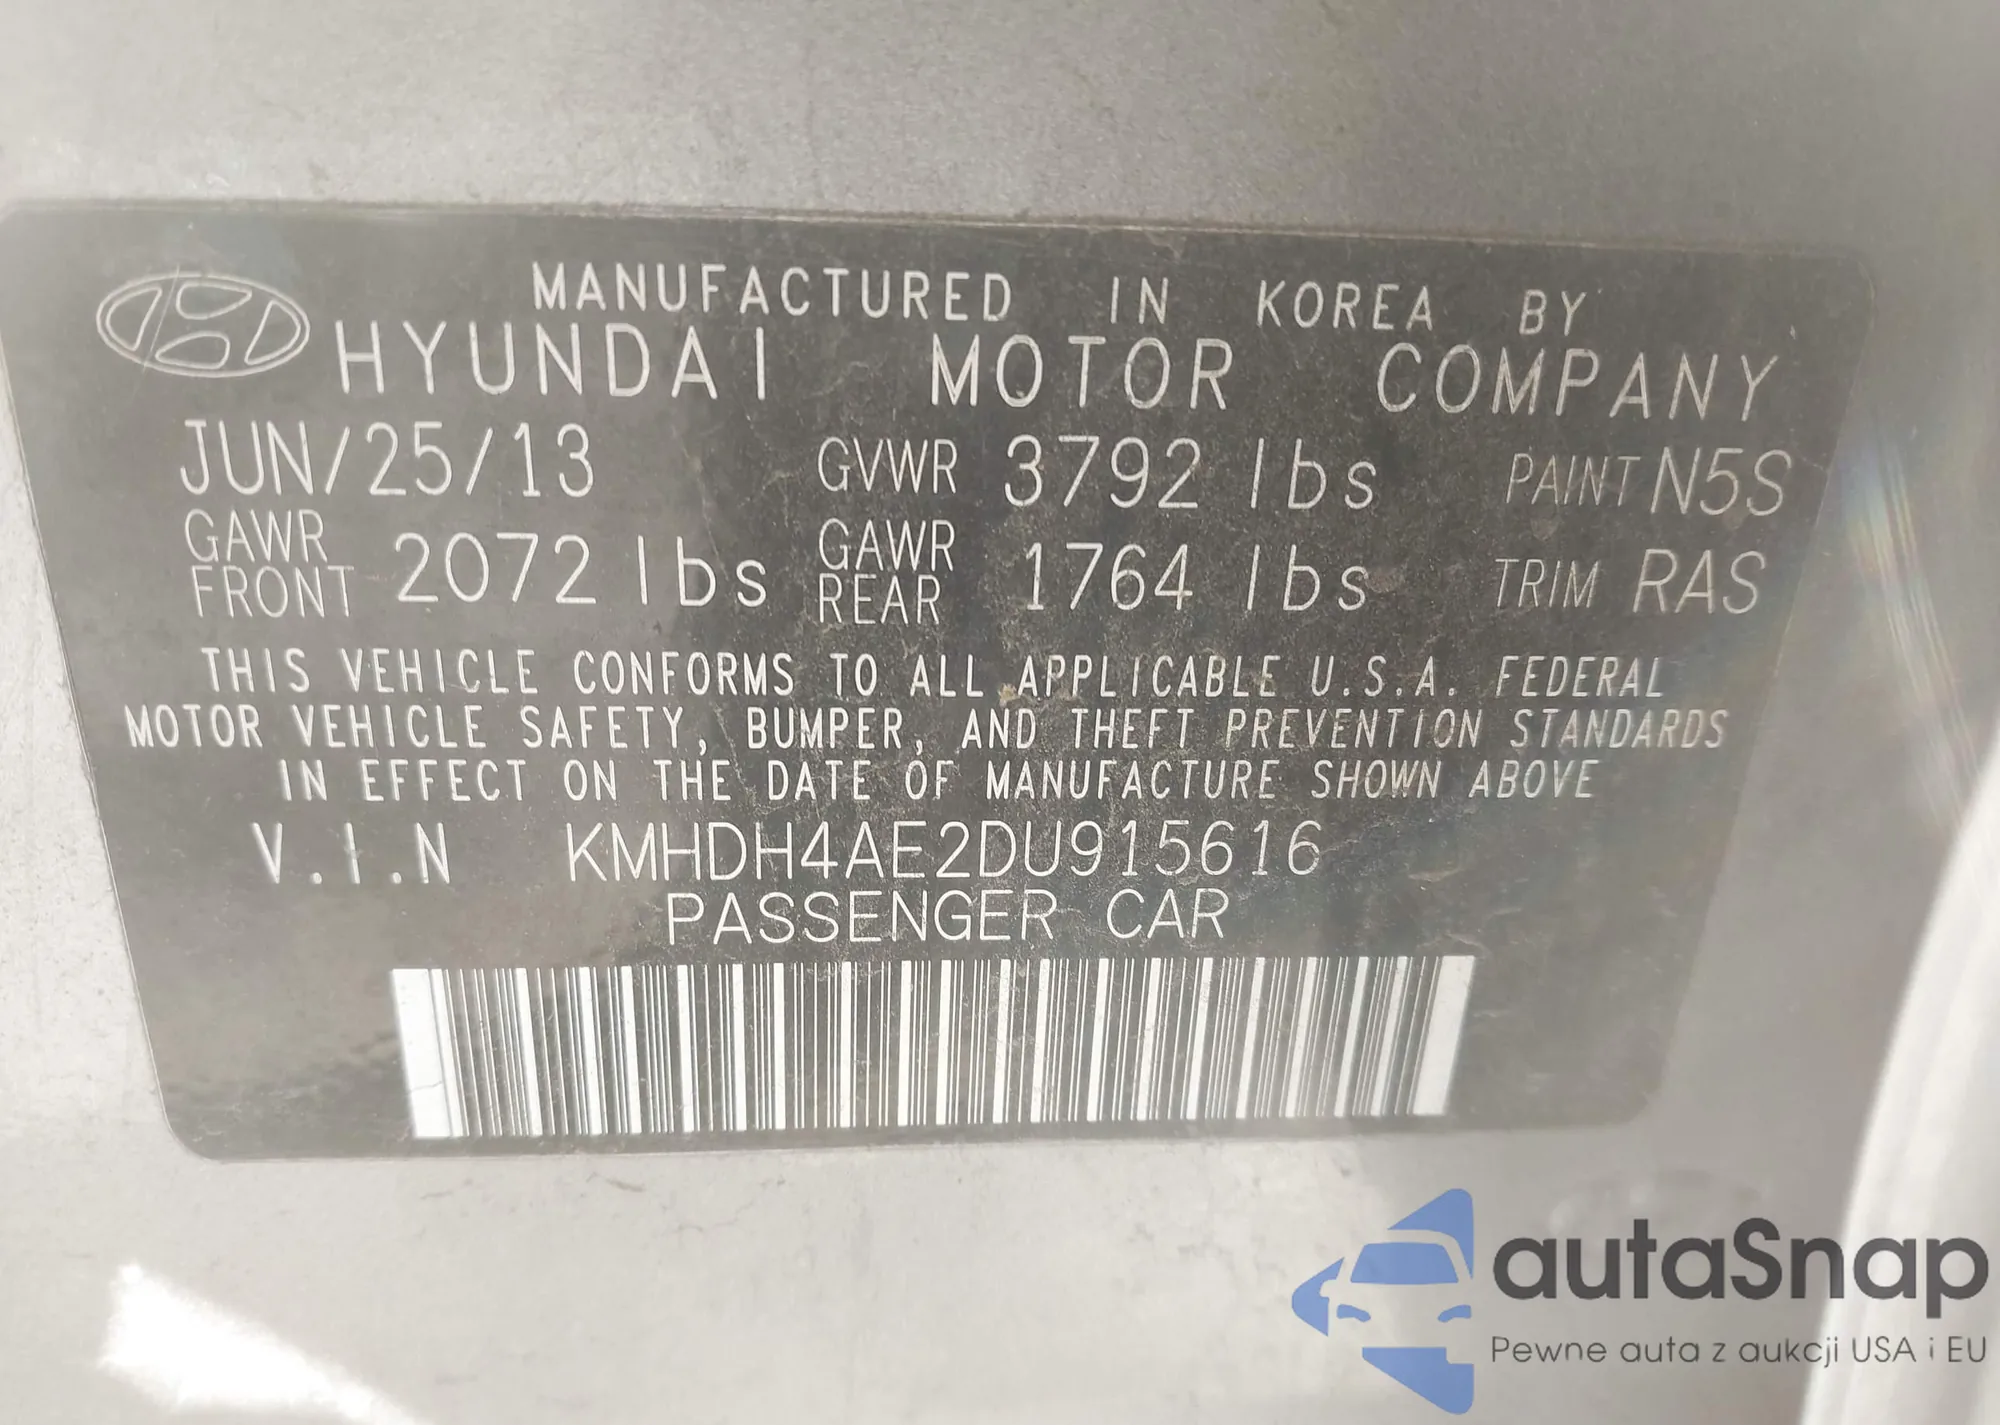 MANUFACTURED IN KOREA BY
HYUNDAI MOTOR COMPANY
JUN/25/13 GVWR 3792 lbs PAINT N5S
GAWR FRONT 2072 lbs GAWR REAR 1764 lbs TRIM RAS
THIS VEHICLE CONFORMS TO ALL APPLICABLE U.S.A. FEDERAL
MOTOR VEHICLE SAFETY, BUMPER, AND THEFT PREVENTION STANDARDS
IN EFFECT ON THE DATE OF MANUFACTURE SHOWN ABOVE
V.I.N KMHDH4AE2DU915616
PASSENGER CAR
autaSnap
Pewne auta z aukcji USA i EU